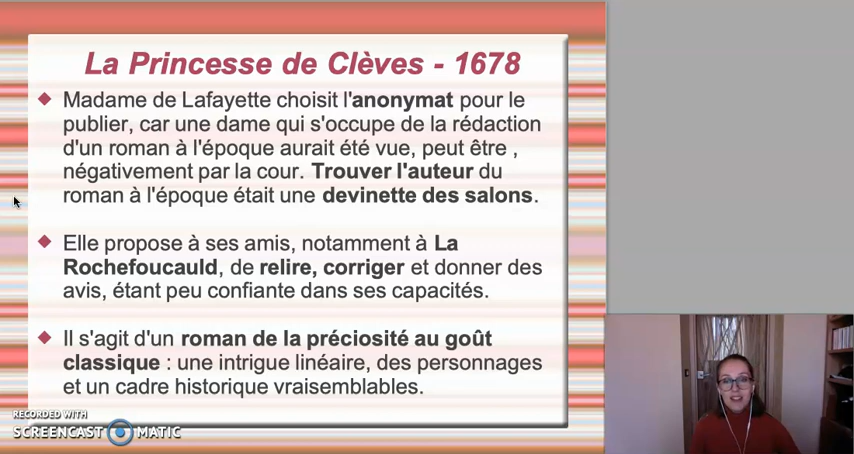 La Princesse de Clèves - 1678
Madame de Lafayette choisit l'anonymat pour le
publier, car une dame qui s'occupe de la rédaction
d'un roman à l'époque aurait été vue, peut être ,
négativement par la cour. Trouver l'auteur du
roman à l'époque était une devinette des salons.
Elle propose à ses amis, notamment à La
Rochefoucauld, de relire, corriger et donner des
avis, étant peu confiante dans ses capacités.
Il s'agit d'un roman de la préciosité au goût
classique : une intrigue linéaire, des personnages
et un cadre historique vraisemblables.
RECORDED WITH
SCREENCAST MATIC